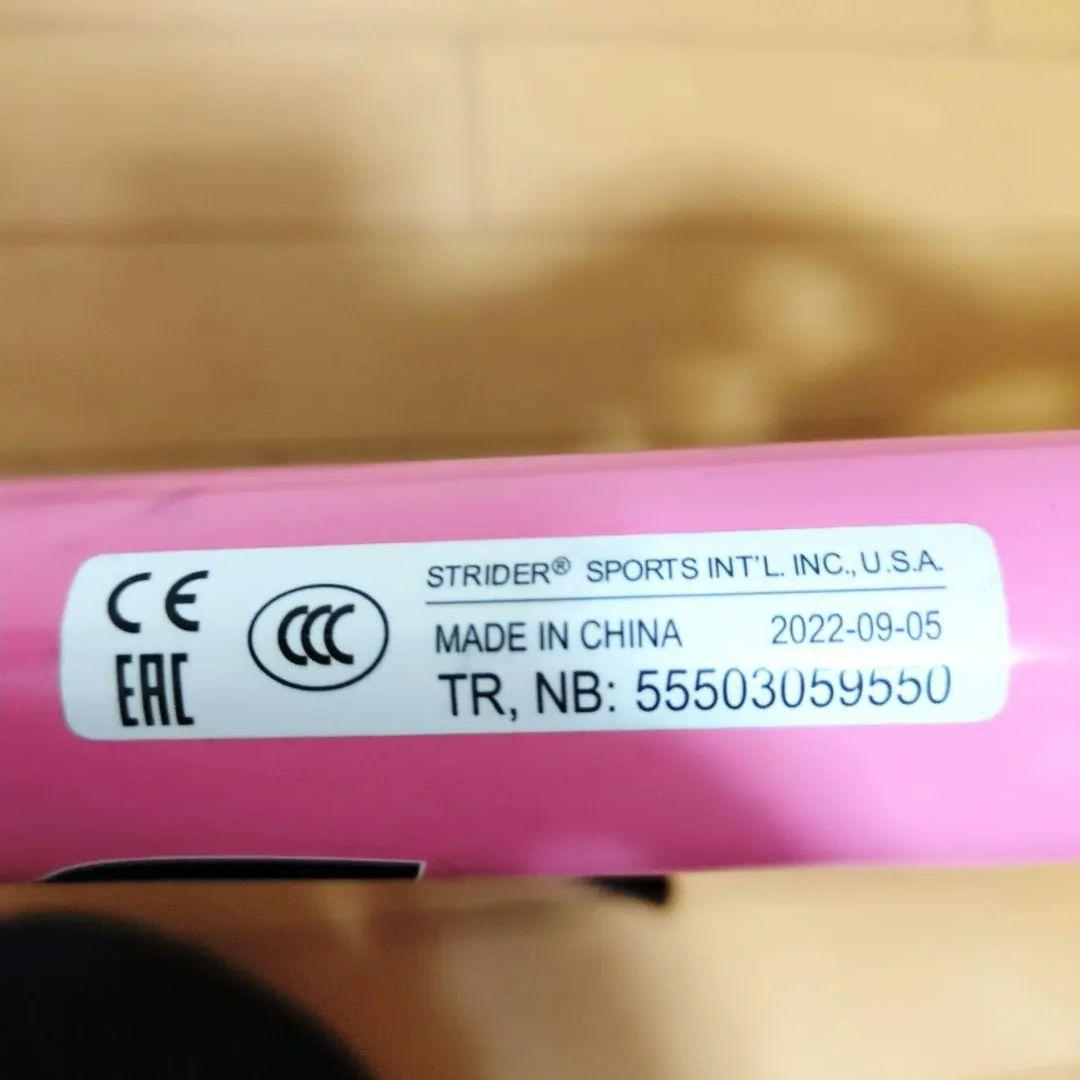 CE
CCC
EAC
STRIDER® SPORTS INT'L. INC., U.S.A.
MADE IN CHINA 2022-09-05
TR, NB: 55503059550